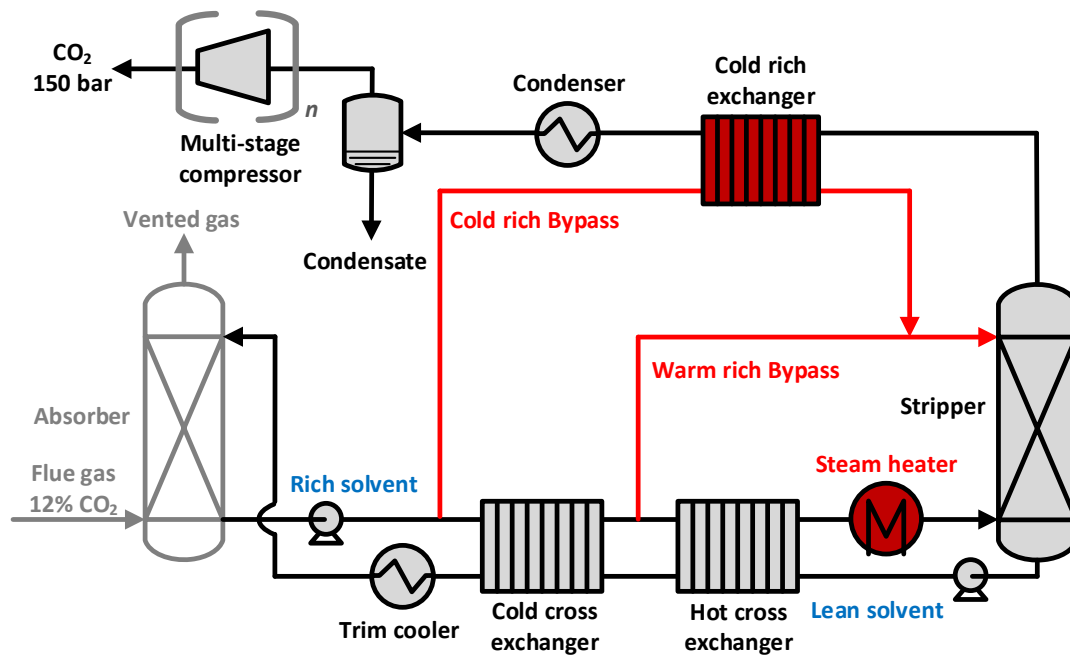 CO₂
150 bar
n
Multi-stage
compressor
Condenser
Cold rich
exchanger
Vented gas
Condensate
Cold rich Bypass
Warm rich Bypass
Absorber
Stripper
Flue gas
12% CO₂
Rich solvent
Steam heater
Trim cooler
Cold cross
exchanger
Hot cross
exchanger
Lean solvent